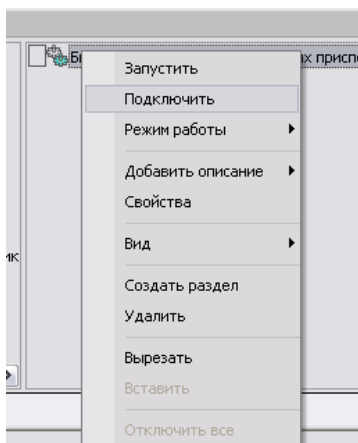 Запустить
Подключить
Режим работы
Добавить описание
Свойства
Вид
Создать раздел
Удалить
Вырезать
Вставить
Отключить все